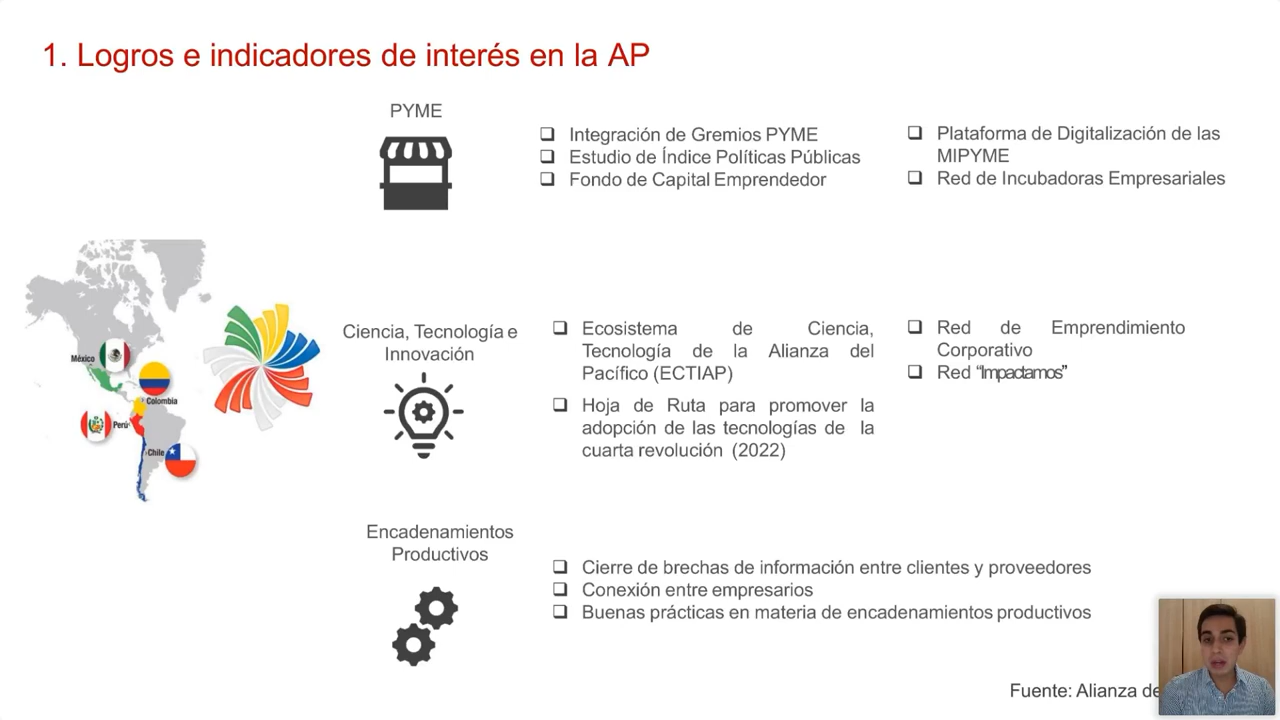 1. Logros e indicadores de interés en la AP
PYME
Integración de Gremios PYME
Estudio de Índice Políticas Públicas
Fondo de Capital Emprendedor
Plataforma de Digitalización de las
MIPYME
Red de Incubadoras Empresariales
México
Colombia
Perú
Chile
Ciencia, Tecnología e
Innovación
Ecosistema de Ciencia,
Tecnología de la Alianza del
Pacífico (ECTIAP)
Hoja de Ruta para promover la
adopción de las tecnologías de la
cuarta revolución (2022)
Red de Emprendimiento
Corporativo
Red “Impactamos”
Encadenamientos
Productivos
Cierre de brechas de información entre clientes y proveedores
Conexión entre empresarios
Buenas prácticas en materia de encadenamientos productivos
Fuente: Alianza de